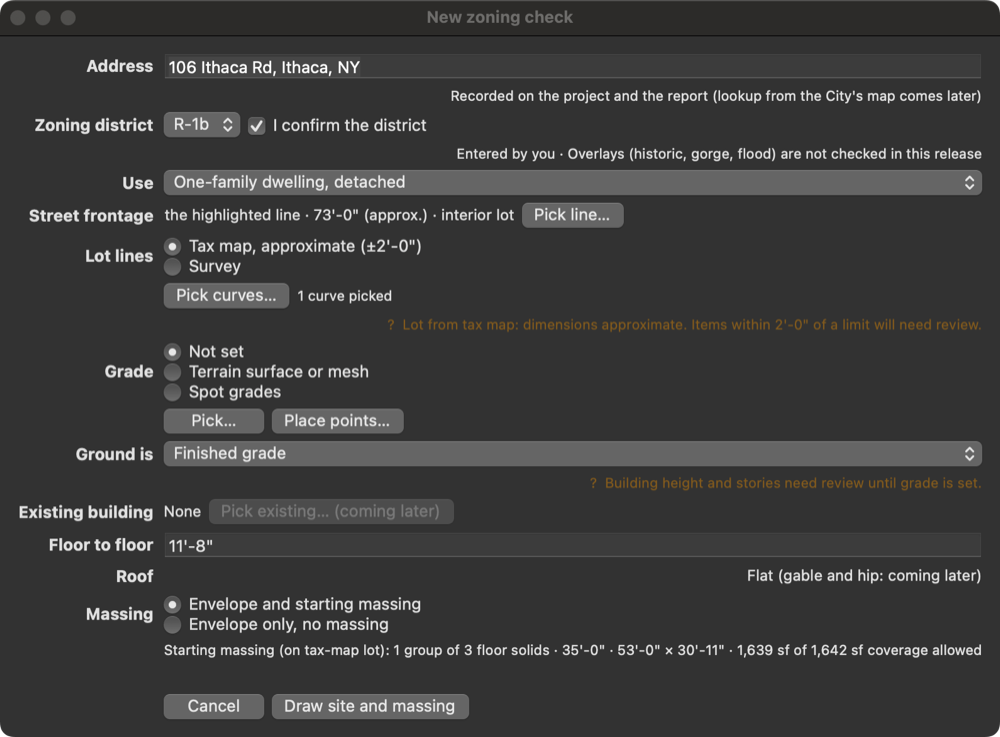 New zoning check
Address 106 Ithaca Rd, Ithaca, NY
Recorded on the project and the report (lookup from the City's map comes later)
Zoning district R-1b I confirm the district
Entered by you · Overlays (historic, gorge, flood) are not checked in this release
Use One-family dwelling, detached
Street frontage the highlighted line · 73'-0" (approx.) · interior lot Pick line...
Lot lines
Tax map, approximate (±2'-0")
Survey
Pick curves... 1 curve picked
? Lot from tax map: dimensions approximate. Items within 2'-0" of a limit will need review.
Grade
Not set
Terrain surface or mesh
Spot grades
Pick... Place points...
Ground is Finished grade
? Building height and stories need review until grade is set.
Existing building None Pick existing... (coming later)
Floor to floor 11'-8"
Roof Flat (gable and hip: coming later)
Massing
Envelope and starting massing
Envelope only, no massing
Starting massing (on tax-map lot): 1 group of 3 floor solids · 35'-0" · 53'-0" × 30'-11" · 1,639 sf of 1,642 sf coverage allowed
Cancel Draw site and massing